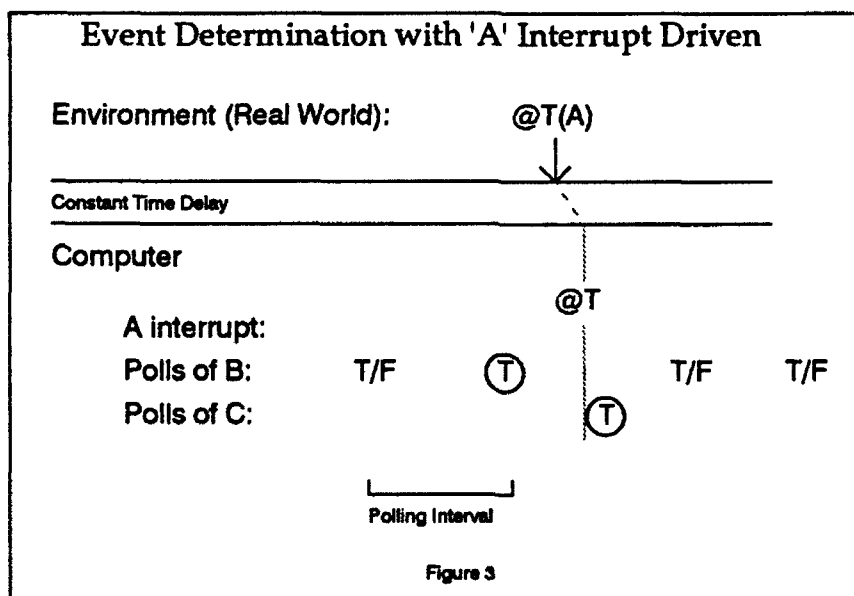 Event Determination with 'A' Interrupt Driven
Environment (Real World): @T(A)
Constant Time Delay
Computer
@T
A interrupt:
Polls of B: T/F T T/F T/F
Polls of C: T
Polling Interval
Figure 3